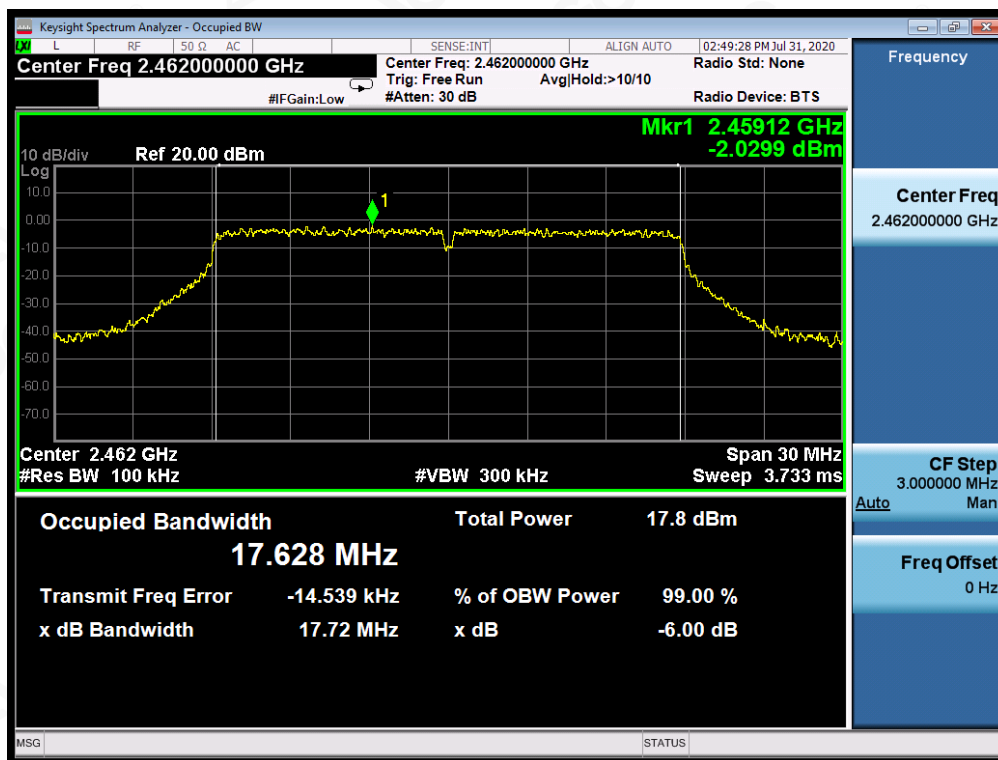 Keysight Spectrum Analyzer - Occupied BW
LXI L RF 50 Ω AC SENSE:INT ALIGN AUTO 02:49:28 PM Jul 31, 2020
Center Freq 2.462000000 GHz Center Freq: 2.462000000 GHz Radio Std: None
Trig: Free Run Avg|Hold:>10/10
#IFGain:Low #Atten: 30 dB Radio Device: BTS
Mkr1 2.45912 GHz
10 dB/div Ref 20.00 dBm -2.0299 dBm
Log
10.0
1
0.00
-10.0
-20.0
-30.0
-40.0
-50.0
-60.0
-70.0
Center 2.462 GHz Span 30 MHz
#Res BW 100 kHz #VBW 300 kHz Sweep 3.733 ms
Occupied Bandwidth Total Power 17.8 dBm
17.628 MHz
Transmit Freq Error -14.539 kHz % of OBW Power 99.00 %
x dB Bandwidth 17.72 MHz x dB -6.00 dB
MSG STATUS
Frequency
Center Freq
2.462000000 GHz
CF Step
3.000000 MHz
Auto Man
Freq Offset
0 Hz